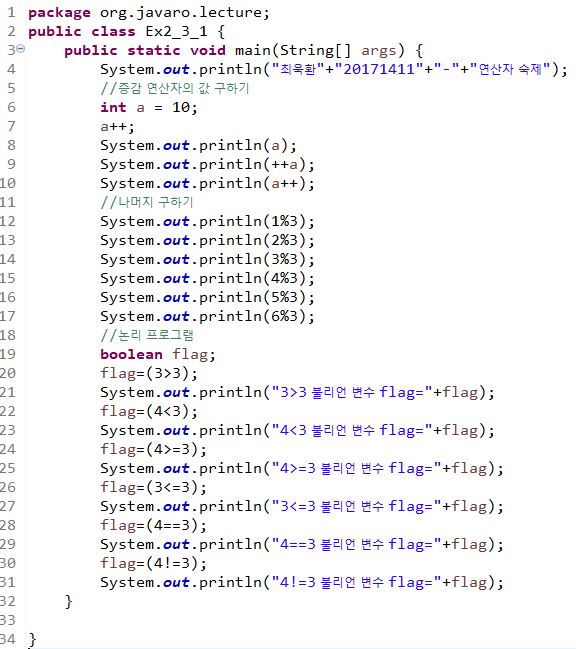 1 package org.javaro.lecture;
2 public class Ex2_3_1 {
3 public static void main(String[] args) {
4 System.out.println("최욱환"+"20171411"+"-"+"연산자 숙제");
5 //증감 연산자의 값 구하기
6 int a = 10;
7 a++;
8 System.out.println(a);
9 System.out.println(++a);
10 System.out.println(a++);
11 //나머지 구하기
12 System.out.println(1%3);
13 System.out.println(2%3);
14 System.out.println(3%3);
15 System.out.println(4%3);
16 System.out.println(5%3);
17 System.out.println(6%3);
18 //논리 프로그램
19 boolean flag;
20 flag=(3>3);
21 System.out.println("3>3 불리언 변수 flag="+flag);
22 flag=(4<3);
23 System.out.println("4<3 불리언 변수 flag="+flag);
24 flag=(4>=3);
25 System.out.println("4>=3 불리언 변수 flag="+flag);
26 flag=(3<=3);
27 System.out.println("3<=3 불리언 변수 flag="+flag);
28 flag=(4==3);
29 System.out.println("4==3 불리언 변수 flag="+flag);
30 flag=(4!=3);
31 System.out.println("4!=3 불리언 변수 flag="+flag);
32 }
33
34 }